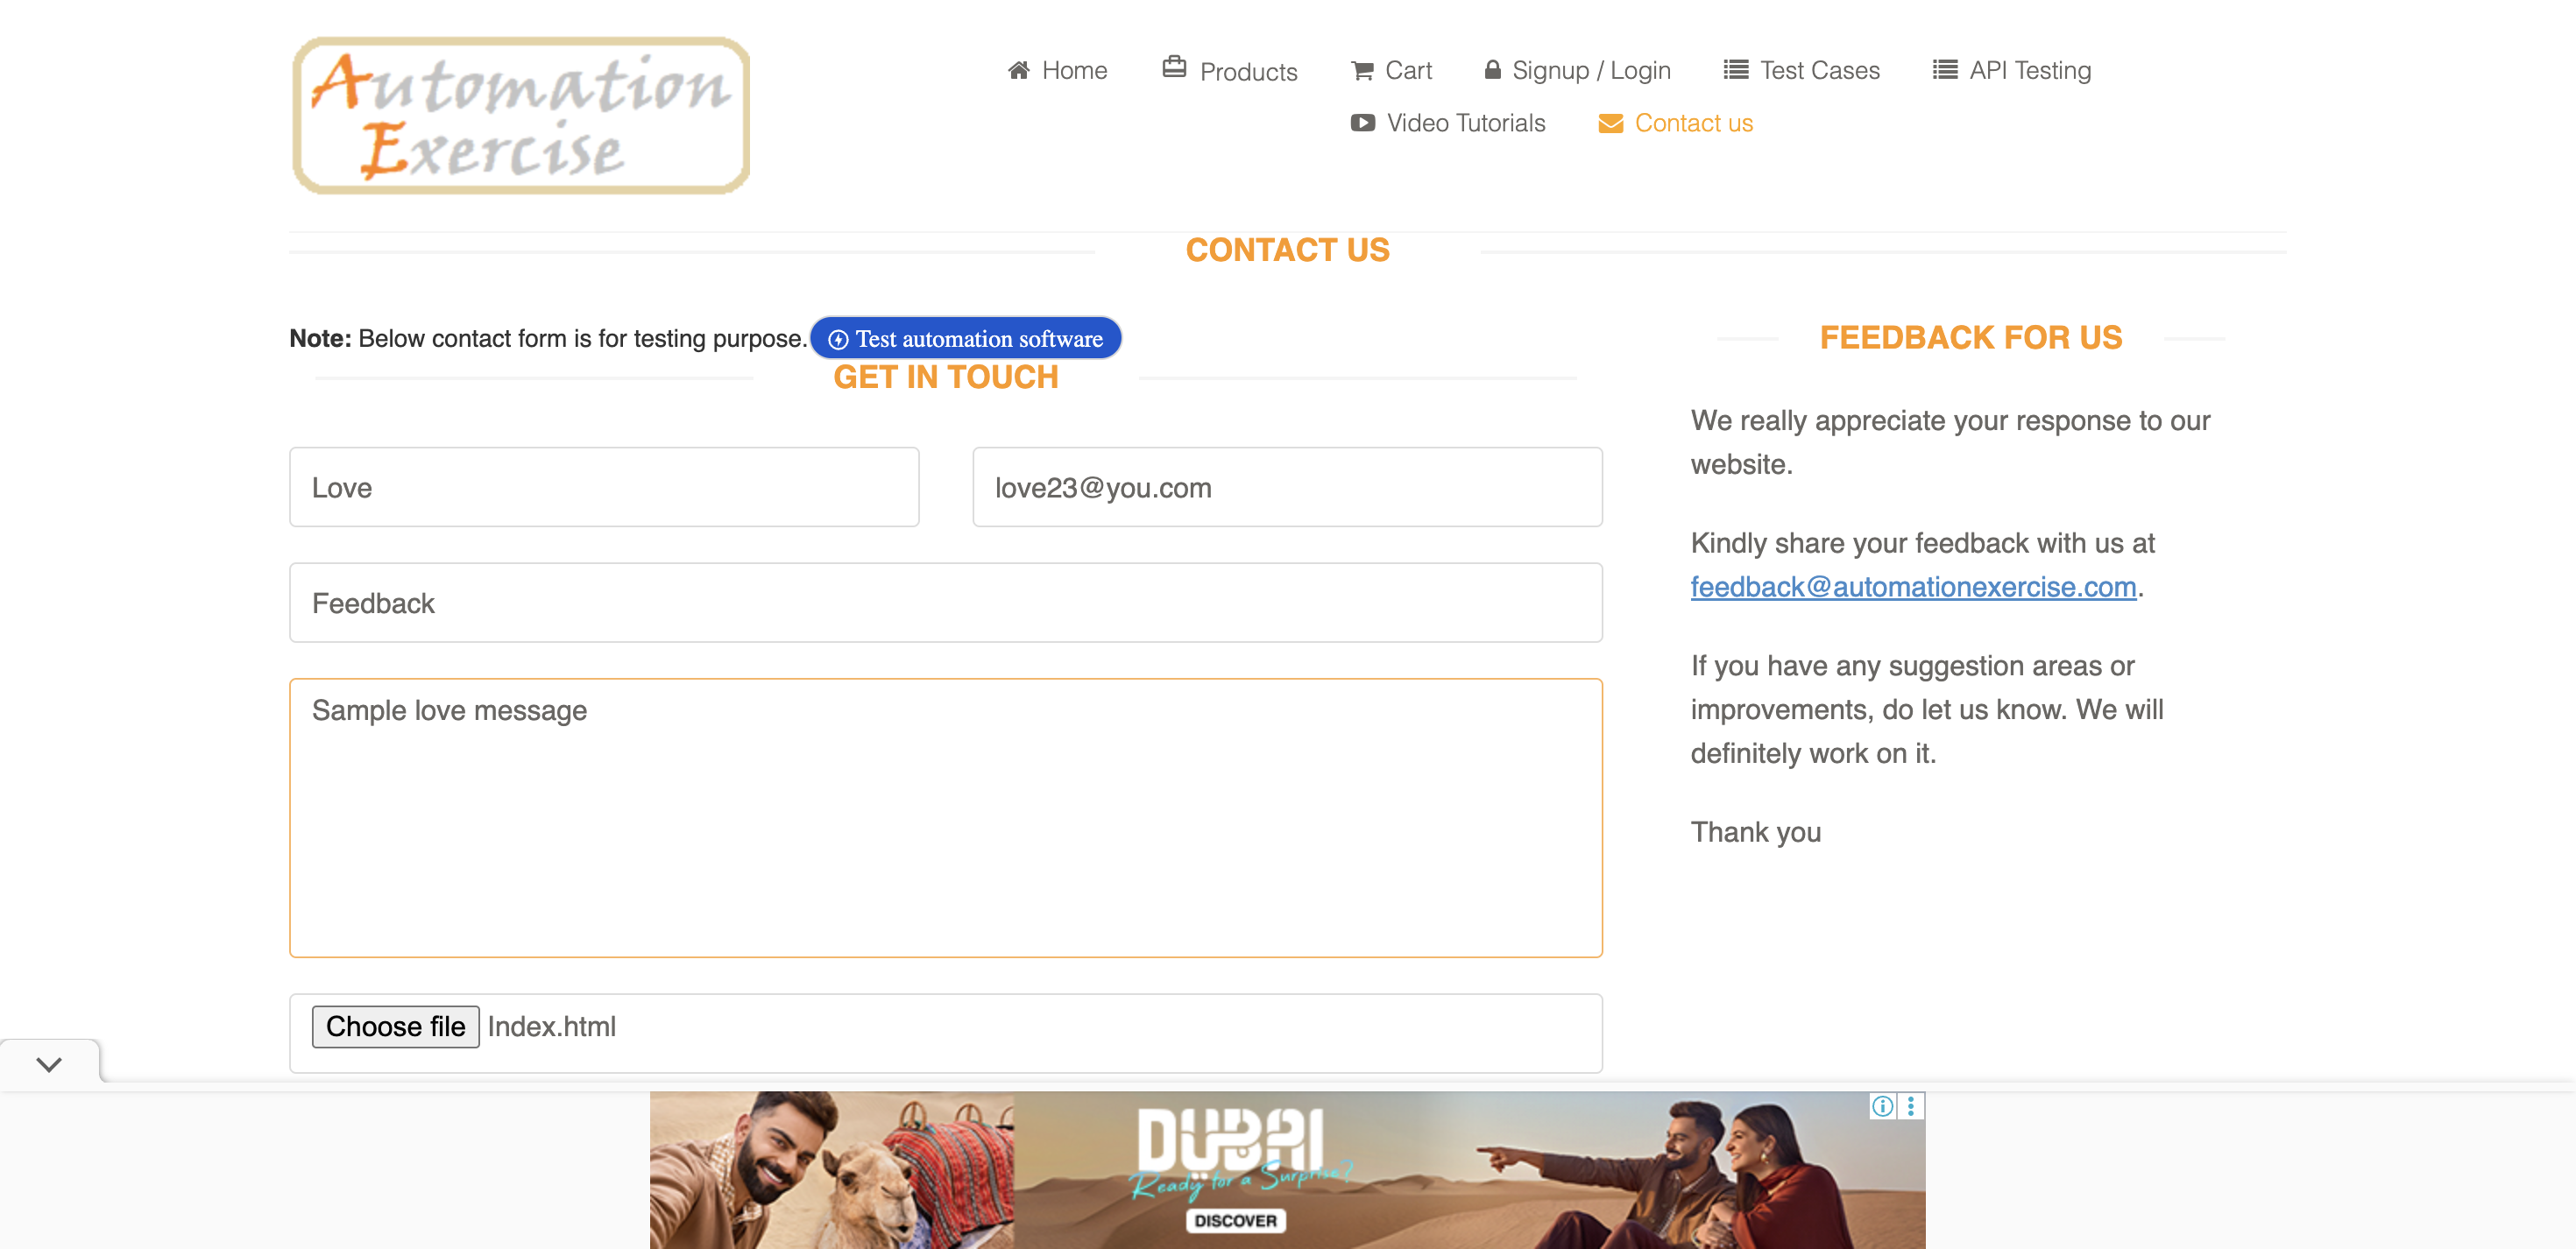 Automation
Exercise
Home
Products
Cart
Signup / Login
Test Cases
API Testing
Video Tutorials
Contact us
CONTACT US
Note: Below contact form is for testing purpose.
Test automation software
GET IN TOUCH
Love
love23@you.com
Feedback
Sample love message
Choose file Index.html
FEEDBACK FOR US
We really appreciate your response to our
website.
Kindly share your feedback with us at
feedback@automationexercise.com.
If you have any suggestion areas or
improvements, do let us know. We will
definitely work on it.
Thank you
DUBAI
Ready for a Surprise?
DISCOVER